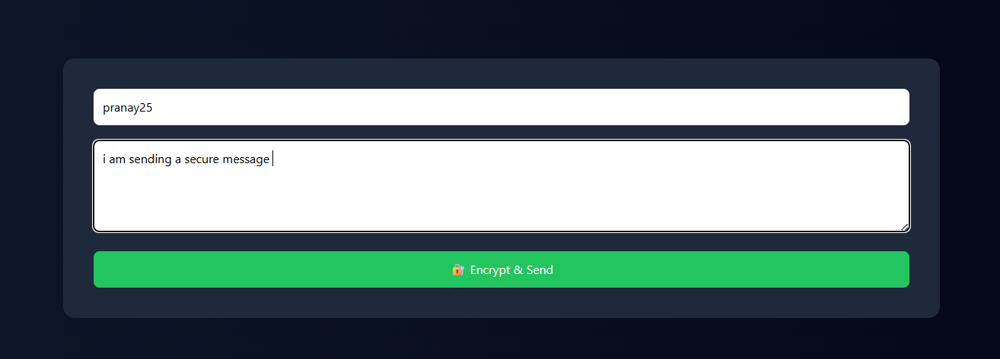 pranay25
i am sending a secure message
🔐 Encrypt & Send